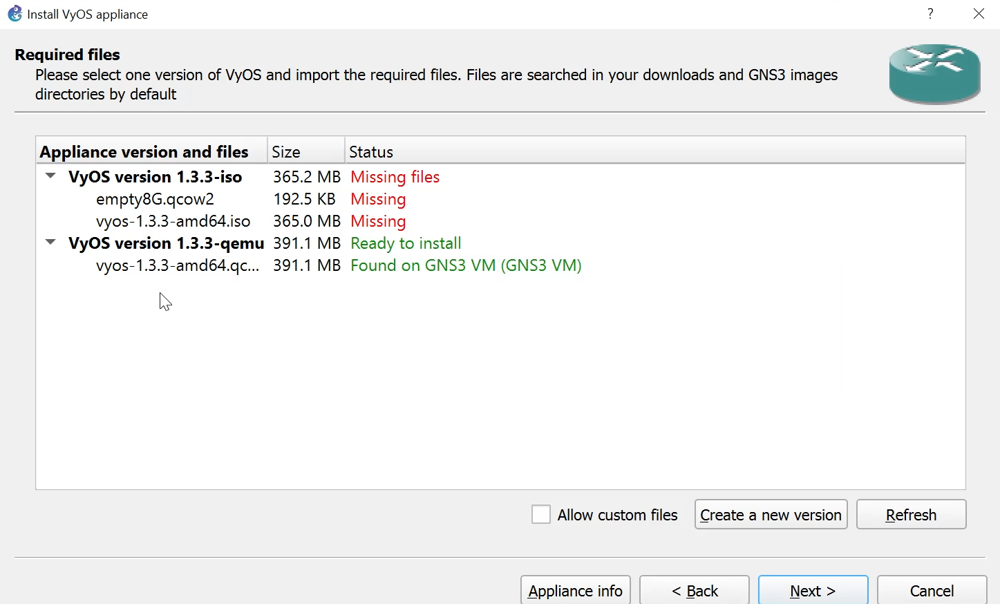 Install VyOS appliance ?
Required files
Please select one version of VyOS and import the required files. Files are searched in your downloads and GNS3 images
directories by default
Appliance version and files Size Status
VyOS version 1.3.3-iso 365.2 MB Missing files
empty8G.qcow2 192.5 KB Missing
vyos-1.3.3-amd64.iso 365.0 MB Missing
VyOS version 1.3.3-qemu 391.1 MB Ready to install
vyos-1.3.3-amd64.qc... 391.1 MB Found on GNS3 VM (GNS3 VM)
Allow custom files Create a new version Refresh
Appliance info < Back Next > Cancel